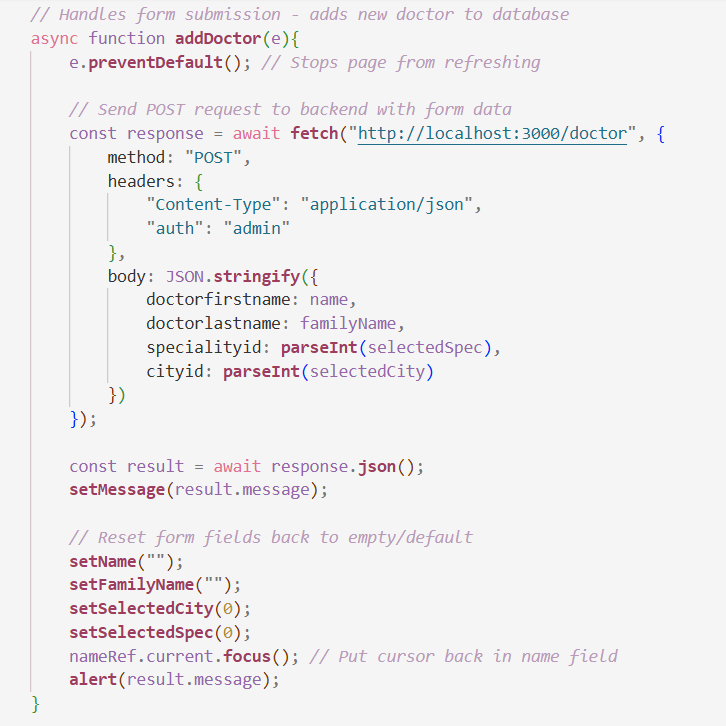 // Handles form submission - adds new doctor to database
async function addDoctor(e){
    e.preventDefault(); // Stops page from refreshing

    // Send POST request to backend with form data
    const response = await fetch("http://localhost:3000/doctor", {
        method: "POST",
        headers: {
            "Content-Type": "application/json",
            "auth": "admin"
        },
        body: JSON.stringify({
            doctorfirstname: name,
            doctorlastname: familyName,
            specialityid: parseInt(selectedSpec),
            cityid: parseInt(selectedCity)
        })
    });

    const result = await response.json();
    setMessage(result.message);

    // Reset form fields back to empty/default
    setName("");
    setFamilyName("");
    setSelectedCity(0);
    setSelectedSpec(0);
    nameRef.current.focus(); // Put cursor back in name field
    alert(result.message);
}